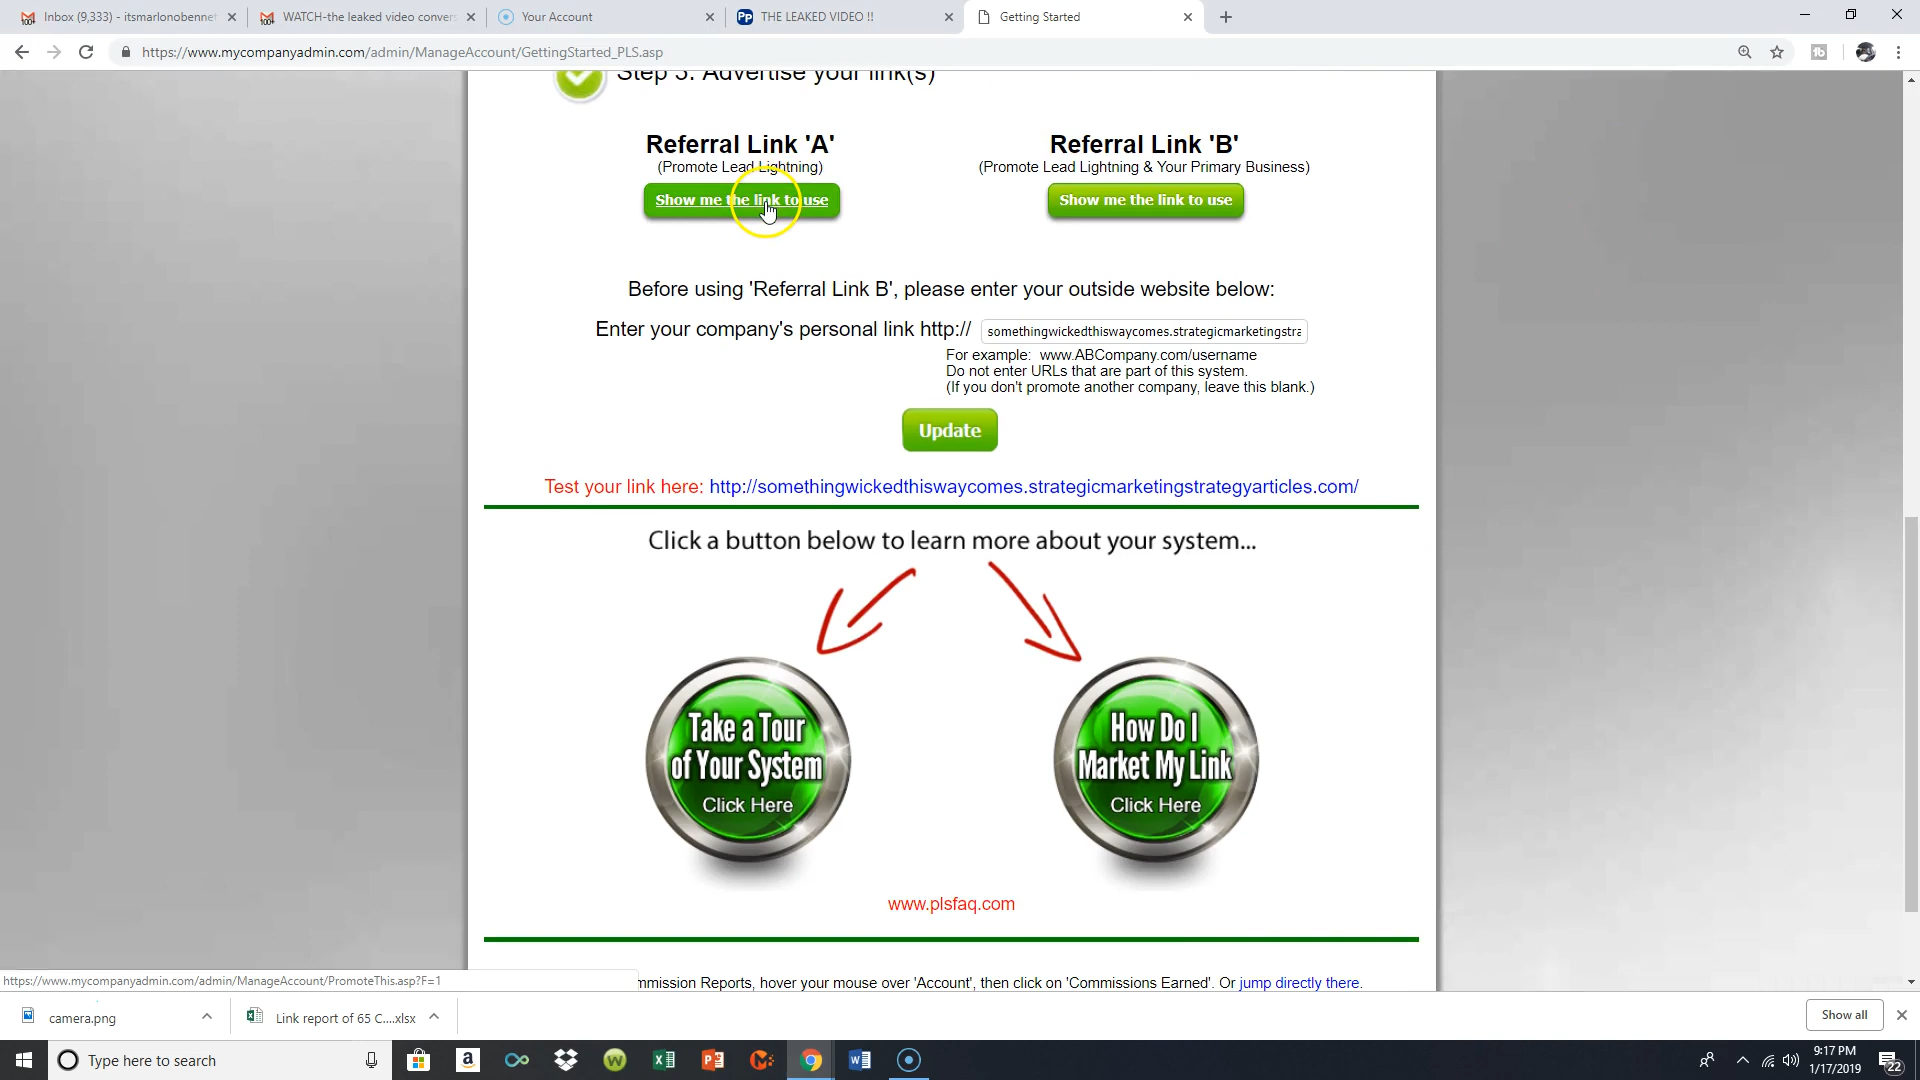 Inbox (9,333) - itsmarlonobennet
WATCH-the leaked video convers
Your Account
Pp THE LEAKED VIDEO !!
Getting Started
https://www.mycompanyadmin.com/admin/ManageAccount/GettingStarted_PLS.asp
Step 3: Advertise your link(s)
Referral Link 'A'
(Promote Lead Lightning)
Show me the link to use
Referral Link 'B'
(Promote Lead Lightning & Your Primary Business)
Show me the link to use
Before using 'Referral Link B', please enter your outside website below:
Enter your company's personal link http:// somethingwickedthiswaycomes.strategicmarketingstra
For example: www.ABCompany.com/username
Do not enter URLs that are part of this system.
(If you don't promote another company, leave this blank.)
Update
Test your link here: http://somethingwickedthiswaycomes.strategicmarketingstrategyarticles.com/
Click a button below to learn more about your system...
Take a Tour
of Your System
Click Here
How Do I
Market My Link
Click Here
www.plsfaq.com
mmission Reports, hover your mouse over 'Account', then click on 'Commissions Earned'. Or jump directly there.
https://www.mycompanyadmin.com/admin/ManageAccount/PromoteThis.asp?F=1
camera.png
Link report of 65 C....xlsx
Show all
Type here to search
9:17 PM
1/17/2019
22